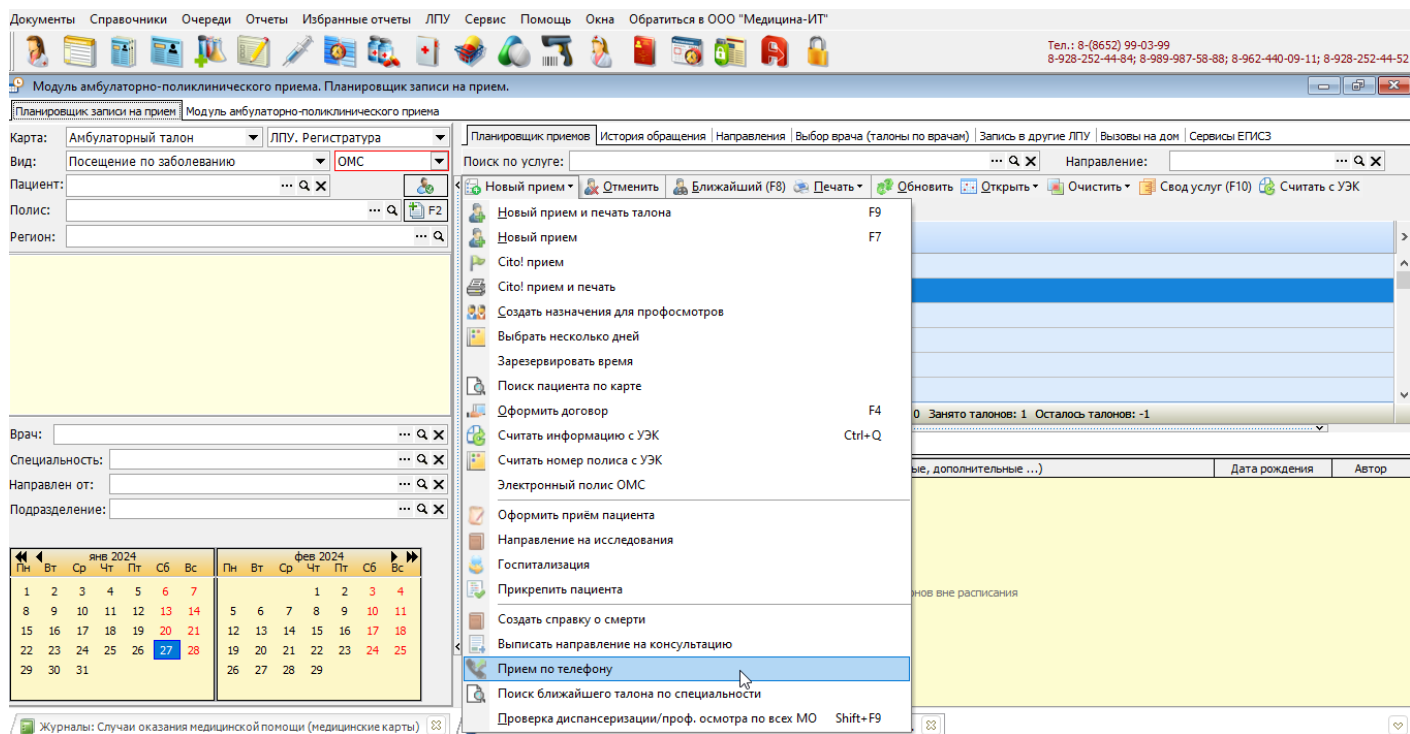 Документы Справочники Очереди Отчеты Избранные отчеты ЛПУ Сервис Помощь Окна Обратиться в ООО "Медицина-ИТ"
Тел.: 8-(8652) 99-03-99
8-928-252-44-84; 8-989-987-58-88; 8-962-440-09-11; 8-928-252-44-52
Модуль амбулаторно-поликлинического приема. Планировщик записи на прием.
Планировщик записи на прием Модуль амбулаторно-поликлинического приема
Карта: Амбулаторный талон ЛПУ. Регистратура
Вид: Посещение по заболеванию ОМС
Пациент:
Полис: F2
Регион:
Врач:
Специальность:
Направлен от:
Подразделение:
янв 2024 фев 2024
Пн Вт Ср Чт Пт Сб Вс Пн Вт Ср Чт Пт Сб Вс
1 2 3 4 5 6 7 1 2 3 4
8 9 10 11 12 13 14 5 6 7 8 9 10 11
15 16 17 18 19 20 21 12 13 14 15 16 17 18
22 23 24 25 26 27 28 19 20 21 22 23 24 25
29 30 31 26 27 28 29
Планировщик приемов История обращения Направления Выбор врача (талоны по врачам) Запись в другие ЛПУ Вызовы на дом Сервисы ЕГИСЗ
Поиск по услуге: Направление:
Новый прием Отменить Ближайший (F8) Печать Обновить Открыть Очистить Свод услуг (F10) Считать с УЭК
Новый прием и печать талона F9
Новый прием F7
Cito! прием
Cito! прием и печать
Создать назначения для профосмотров
Выбрать несколько дней
Зарезервировать время
Поиск пациента по карте
Оформить договор F4
Считать информацию с УЭК Ctrl+Q
Считать номер полиса с УЭК
Электронный полис ОМС
Оформить приём пациента
Направление на исследования
Госпитализация
Прикрепить пациента
Создать справку о смерти
Выписать направление на консультацию
Прием по телефону
Поиск ближайшего талона по специальности
Проверка диспансеризации/проф. осмотра по всех МО Shift+F9
0 Занято талонов: 1 Осталось талонов: -1
ые, дополнительные ...) Дата рождения Автор
нов вне расписания
Журналы: Случаи оказания медицинской помощи (медицинские карты)